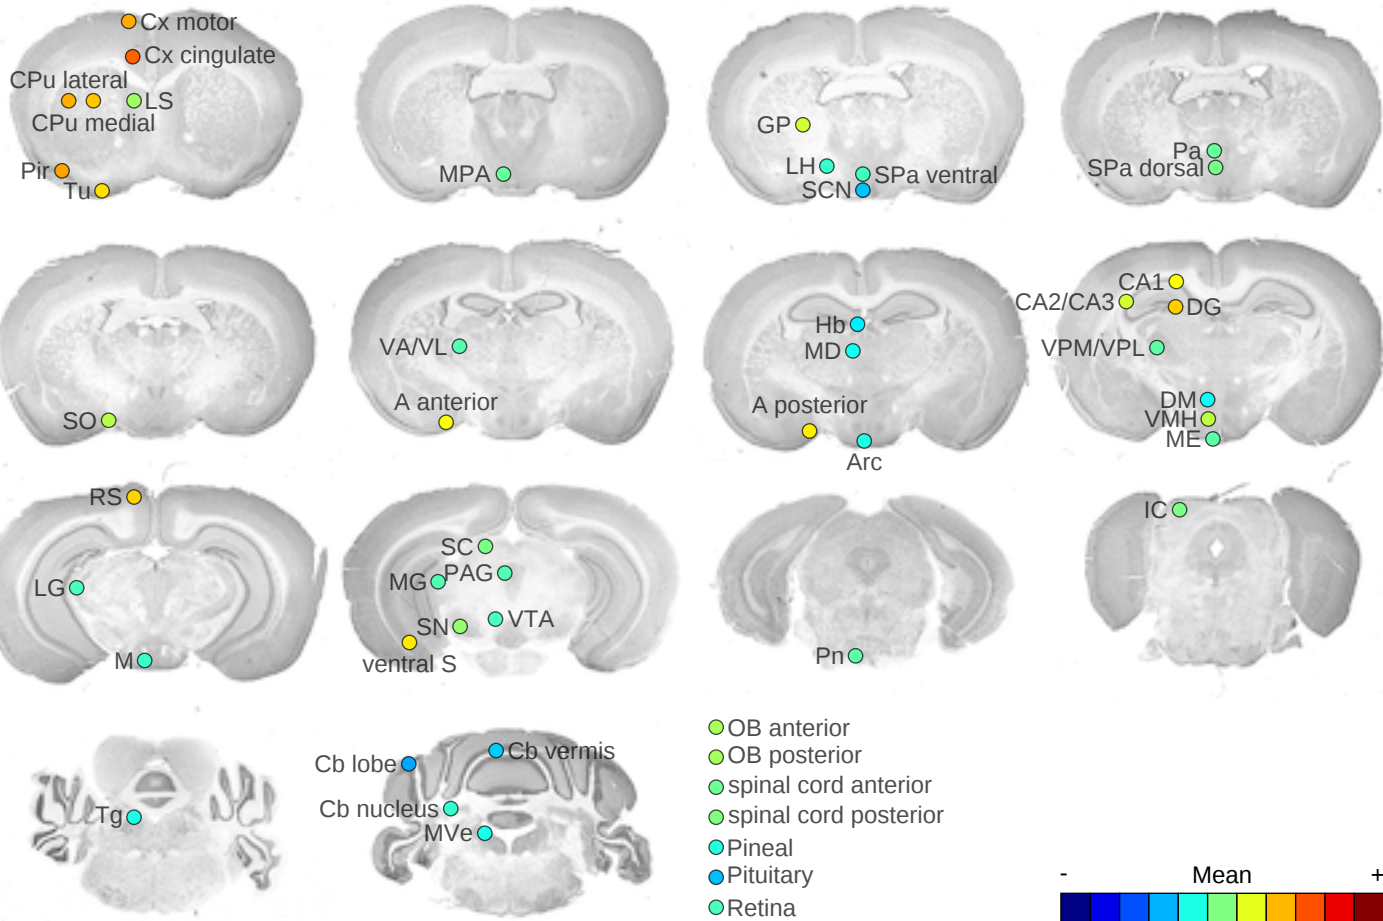 Cx motor
Cx cingulate
CPu lateral
LS
CPu medial
Pir
Tu
MPA
GP
LH
SPa ventral
SCN
Pa
SPa dorsal
SO
VA/VL
A anterior
Hb
MD
A posterior
Arc
CA1
CA2/CA3
DG
VPM/VPL
DM
VMH
ME
RS
LG
M
SC
MG
PAG
SN
VTA
ventral S
Pn
IC
Tg
Cb lobe
Cb vermis
Cb nucleus
MVe
OB anterior
OB posterior
spinal cord anterior
spinal cord posterior
Pineal
Pituitary
Retina
- Mean +